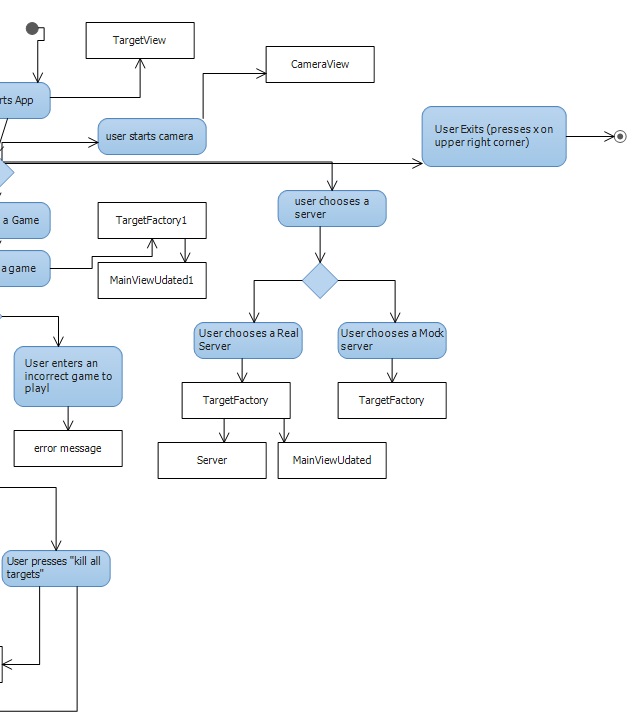 TargetView
CameraView
rts App
user starts camera
User Exits (presses x on
upper right corner)
user chooses a
server
a Game
TargetFactory1
a game
MainViewUdated1
User chooses a Real
Server
User chooses a Mock
server
User enters an
incorrect game to
playl
TargetFactory
TargetFactory
error message
Server
MainViewUdated
User presses "kill all
targets"